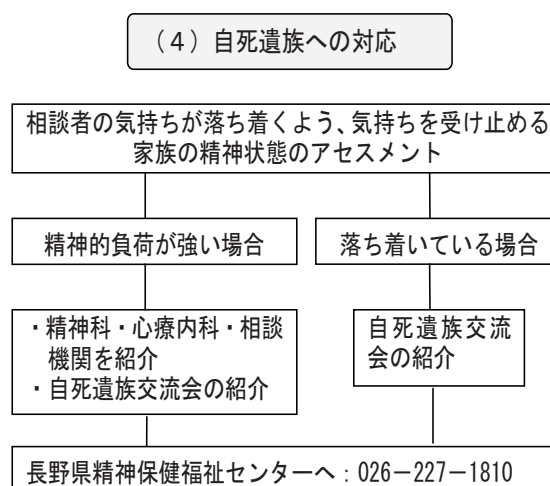 (4)自死遺族への対応
相談者の気持ちが落ち着くよう、気持ちを受け止める
家族の精神状態のアセスメント
精神的負荷が強い場合
落ち着いている場合
・精神科・心療内科・相談
機関を紹介
・自死遺族交流会の紹介
自死遺族交流
会の紹介
長野県精神保健福祉センターへ:026−227−1810